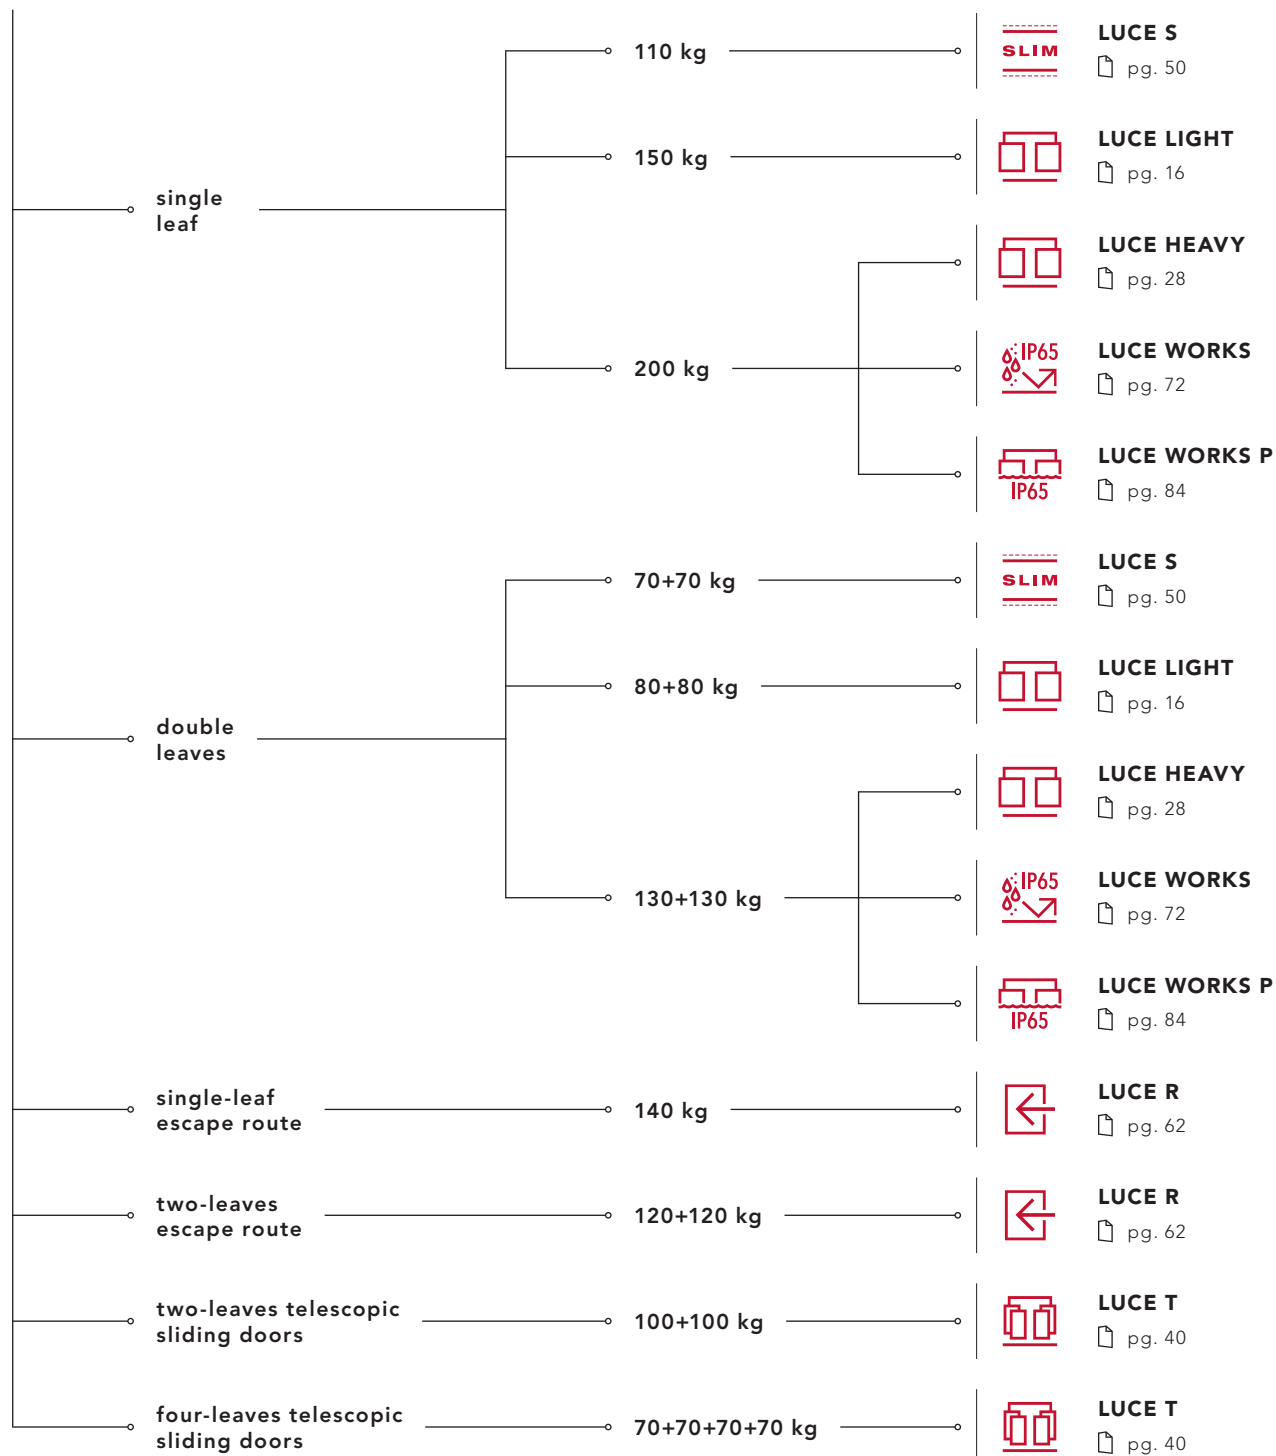 single
leaf
110 kg
SLIM
LUCE S
pg. 50
150 kg
LUCE LIGHT
pg. 16
200 kg
LUCE HEAVY
pg. 28
IP65
LUCE WORKS
pg. 72
IP65
LUCE WORKS P
pg. 84
double
leaves
70+70 kg
SLIM
LUCE S
pg. 50
80+80 kg
LUCE LIGHT
pg. 16
130+130 kg
LUCE HEAVY
pg. 28
IP65
LUCE WORKS
pg. 72
IP65
LUCE WORKS P
pg. 84
single-leaf
escape route
140 kg
LUCE R
pg. 62
two-leaves
escape route
120+120 kg
LUCE R
pg. 62
two-leaves telescopic
sliding doors
100+100 kg
LUCE T
pg. 40
four-leaves telescopic
sliding doors
70+70+70+70 kg
LUCE T
pg. 40